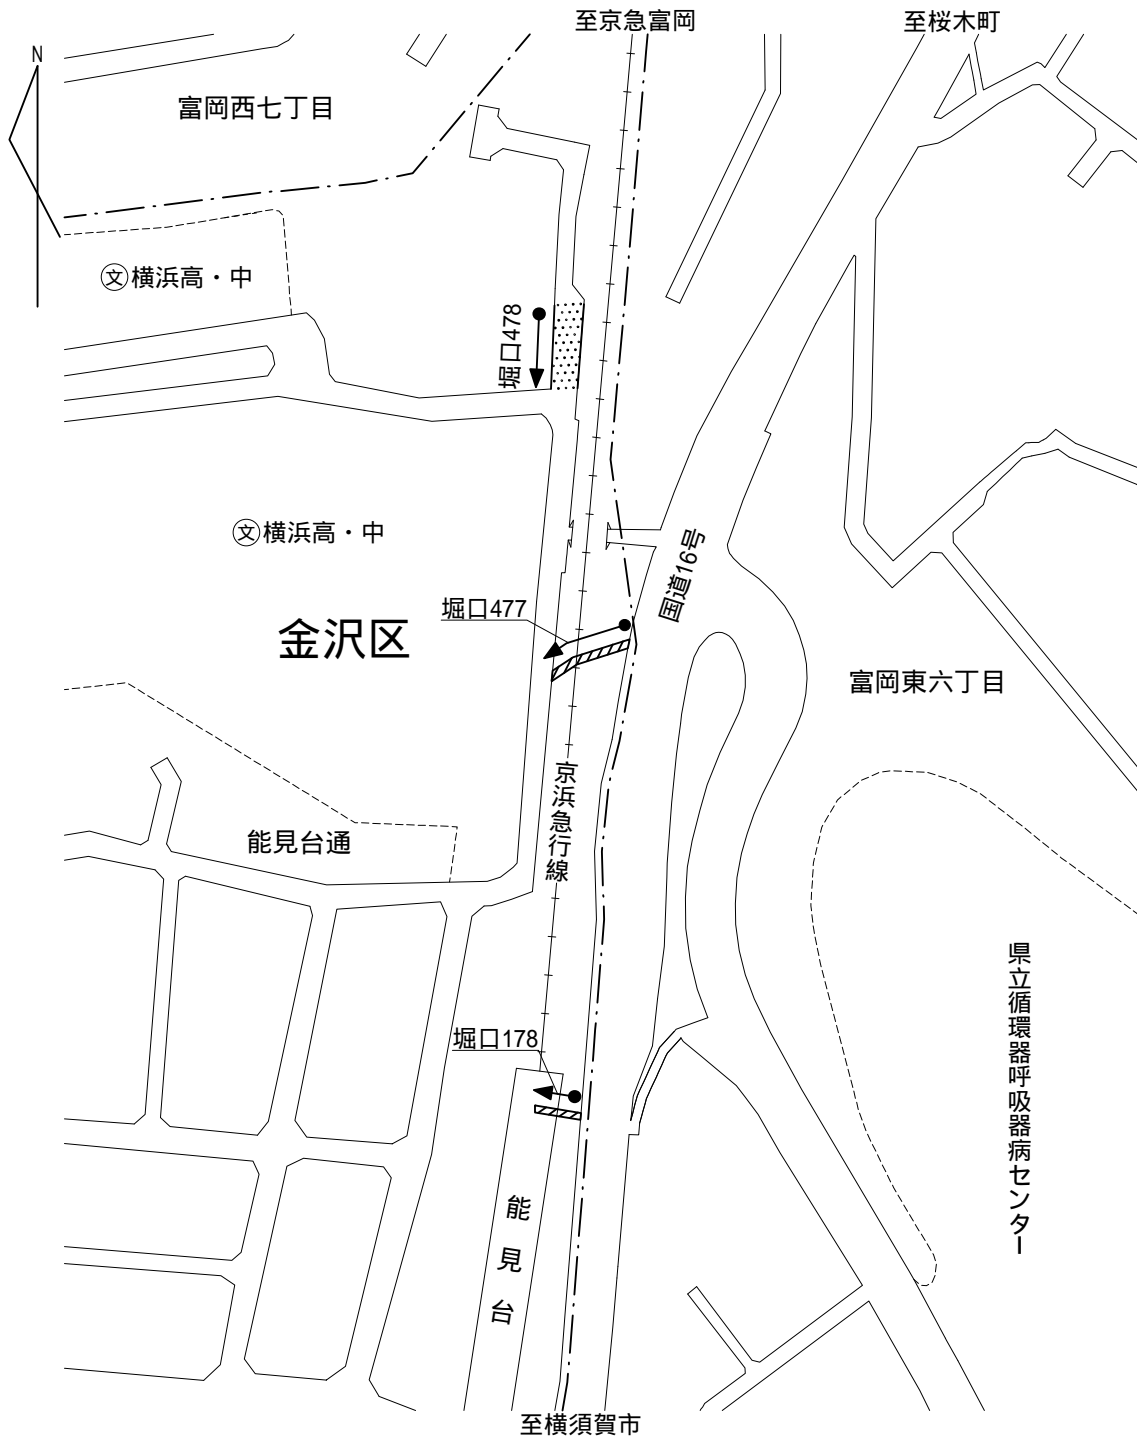 至京急富岡
至桜木町
N
富岡西七丁目
文横浜高・中
堀口478
文横浜高・中
国道16号
堀口477
金沢区
富岡東六丁目
京浜急行線
能見台通
県立循環器呼吸器病センター
堀口178
能見台
至横須賀市